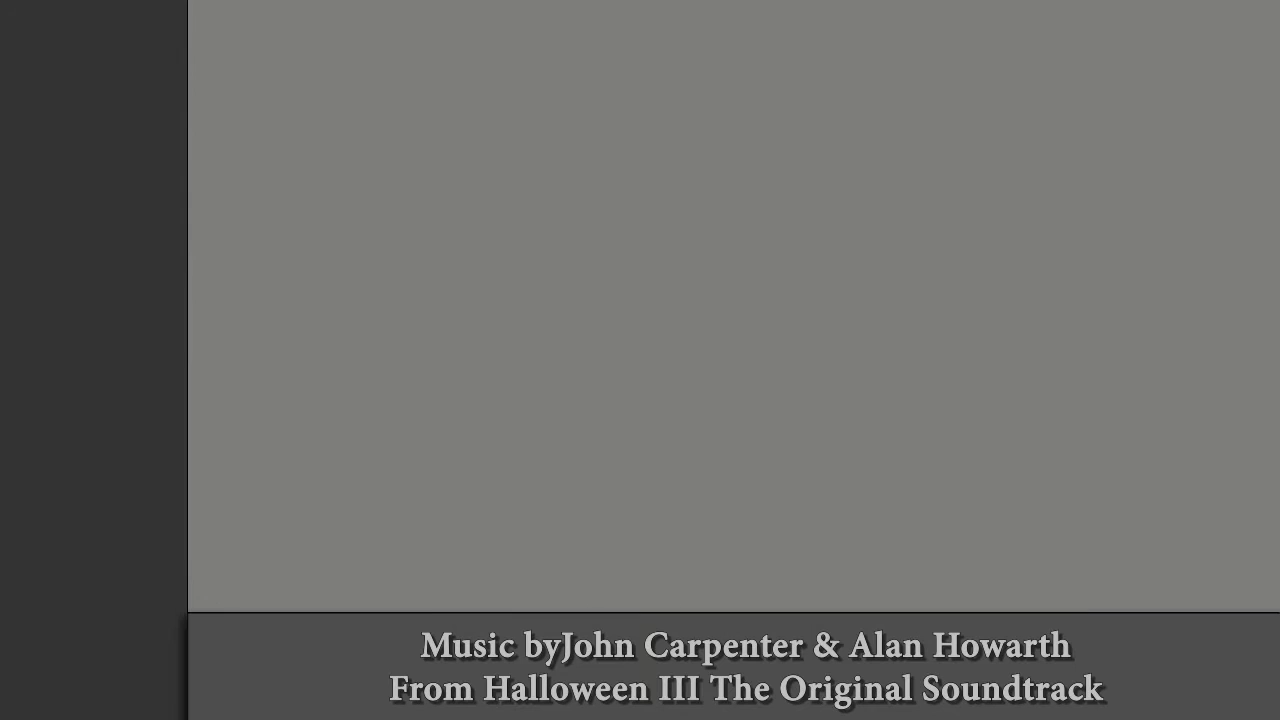 Music byJohn Carpenter & Alan Howarth
From Halloween III The Original Soundtrack